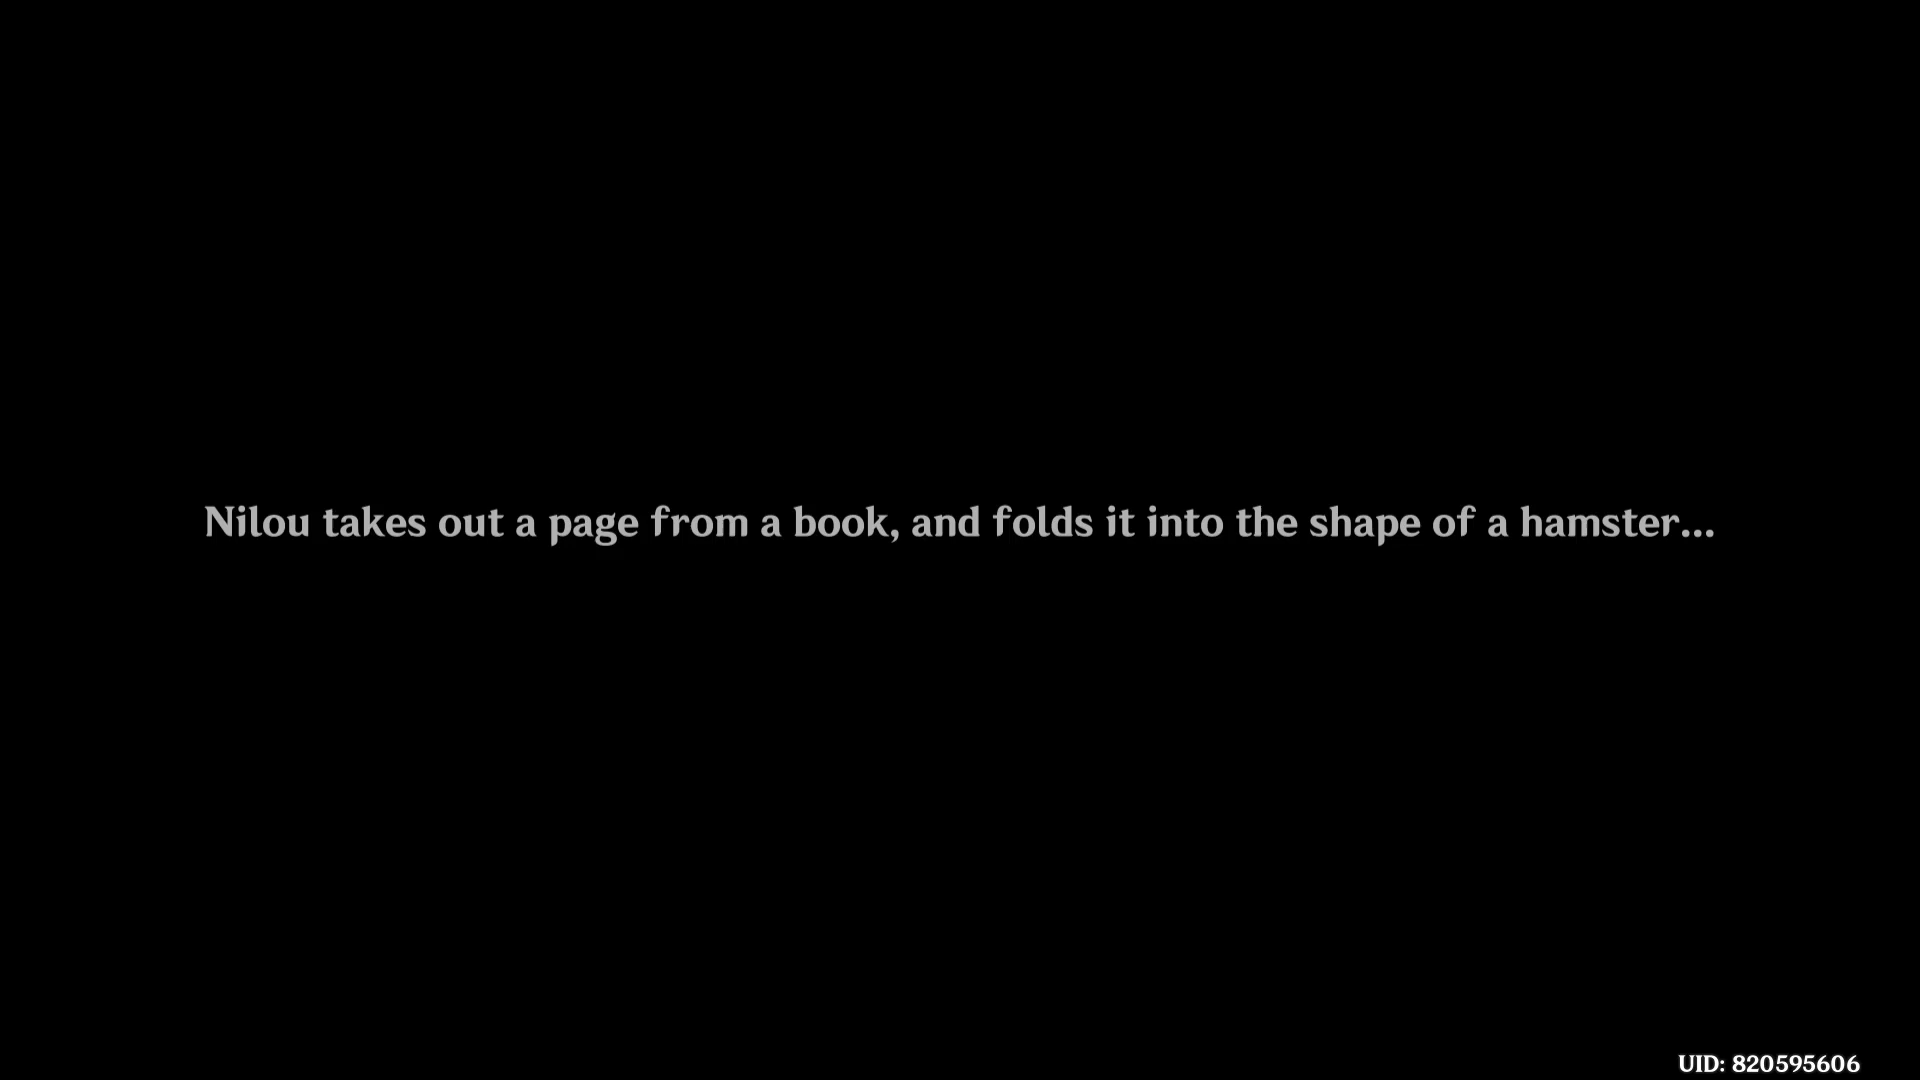 Nilou takes out a page from a book, and folds it into the shape of a hamster...
UID: 820595606